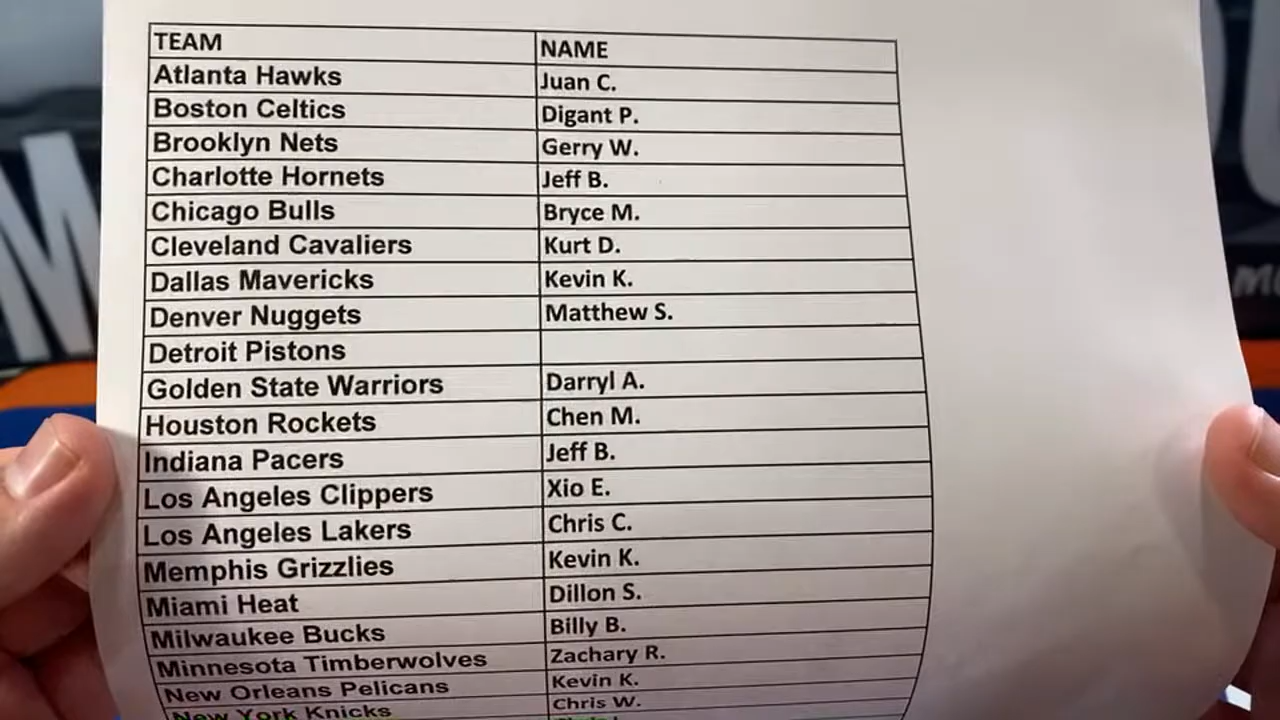 TEAM NAME
Atlanta Hawks Juan C.
Boston Celtics Digant P.
Brooklyn Nets Gerry W.
Charlotte Hornets Jeff B.
Chicago Bulls Bryce M.
Cleveland Cavaliers Kurt D.
Dallas Mavericks Kevin K.
Denver Nuggets Matthew S.
Detroit Pistons
Golden State Warriors Darryl A.
Houston Rockets Chen M.
Indiana Pacers Jeff B.
Los Angeles Clippers Xio E.
Los Angeles Lakers Chris C.
Memphis Grizzlies Kevin K.
Miami Heat Dillon S.
Milwaukee Bucks Billy B.
Minnesota Timberwolves Zachary R.
New Orleans Pelicans Kevin K.
New York Knicks Chris W.